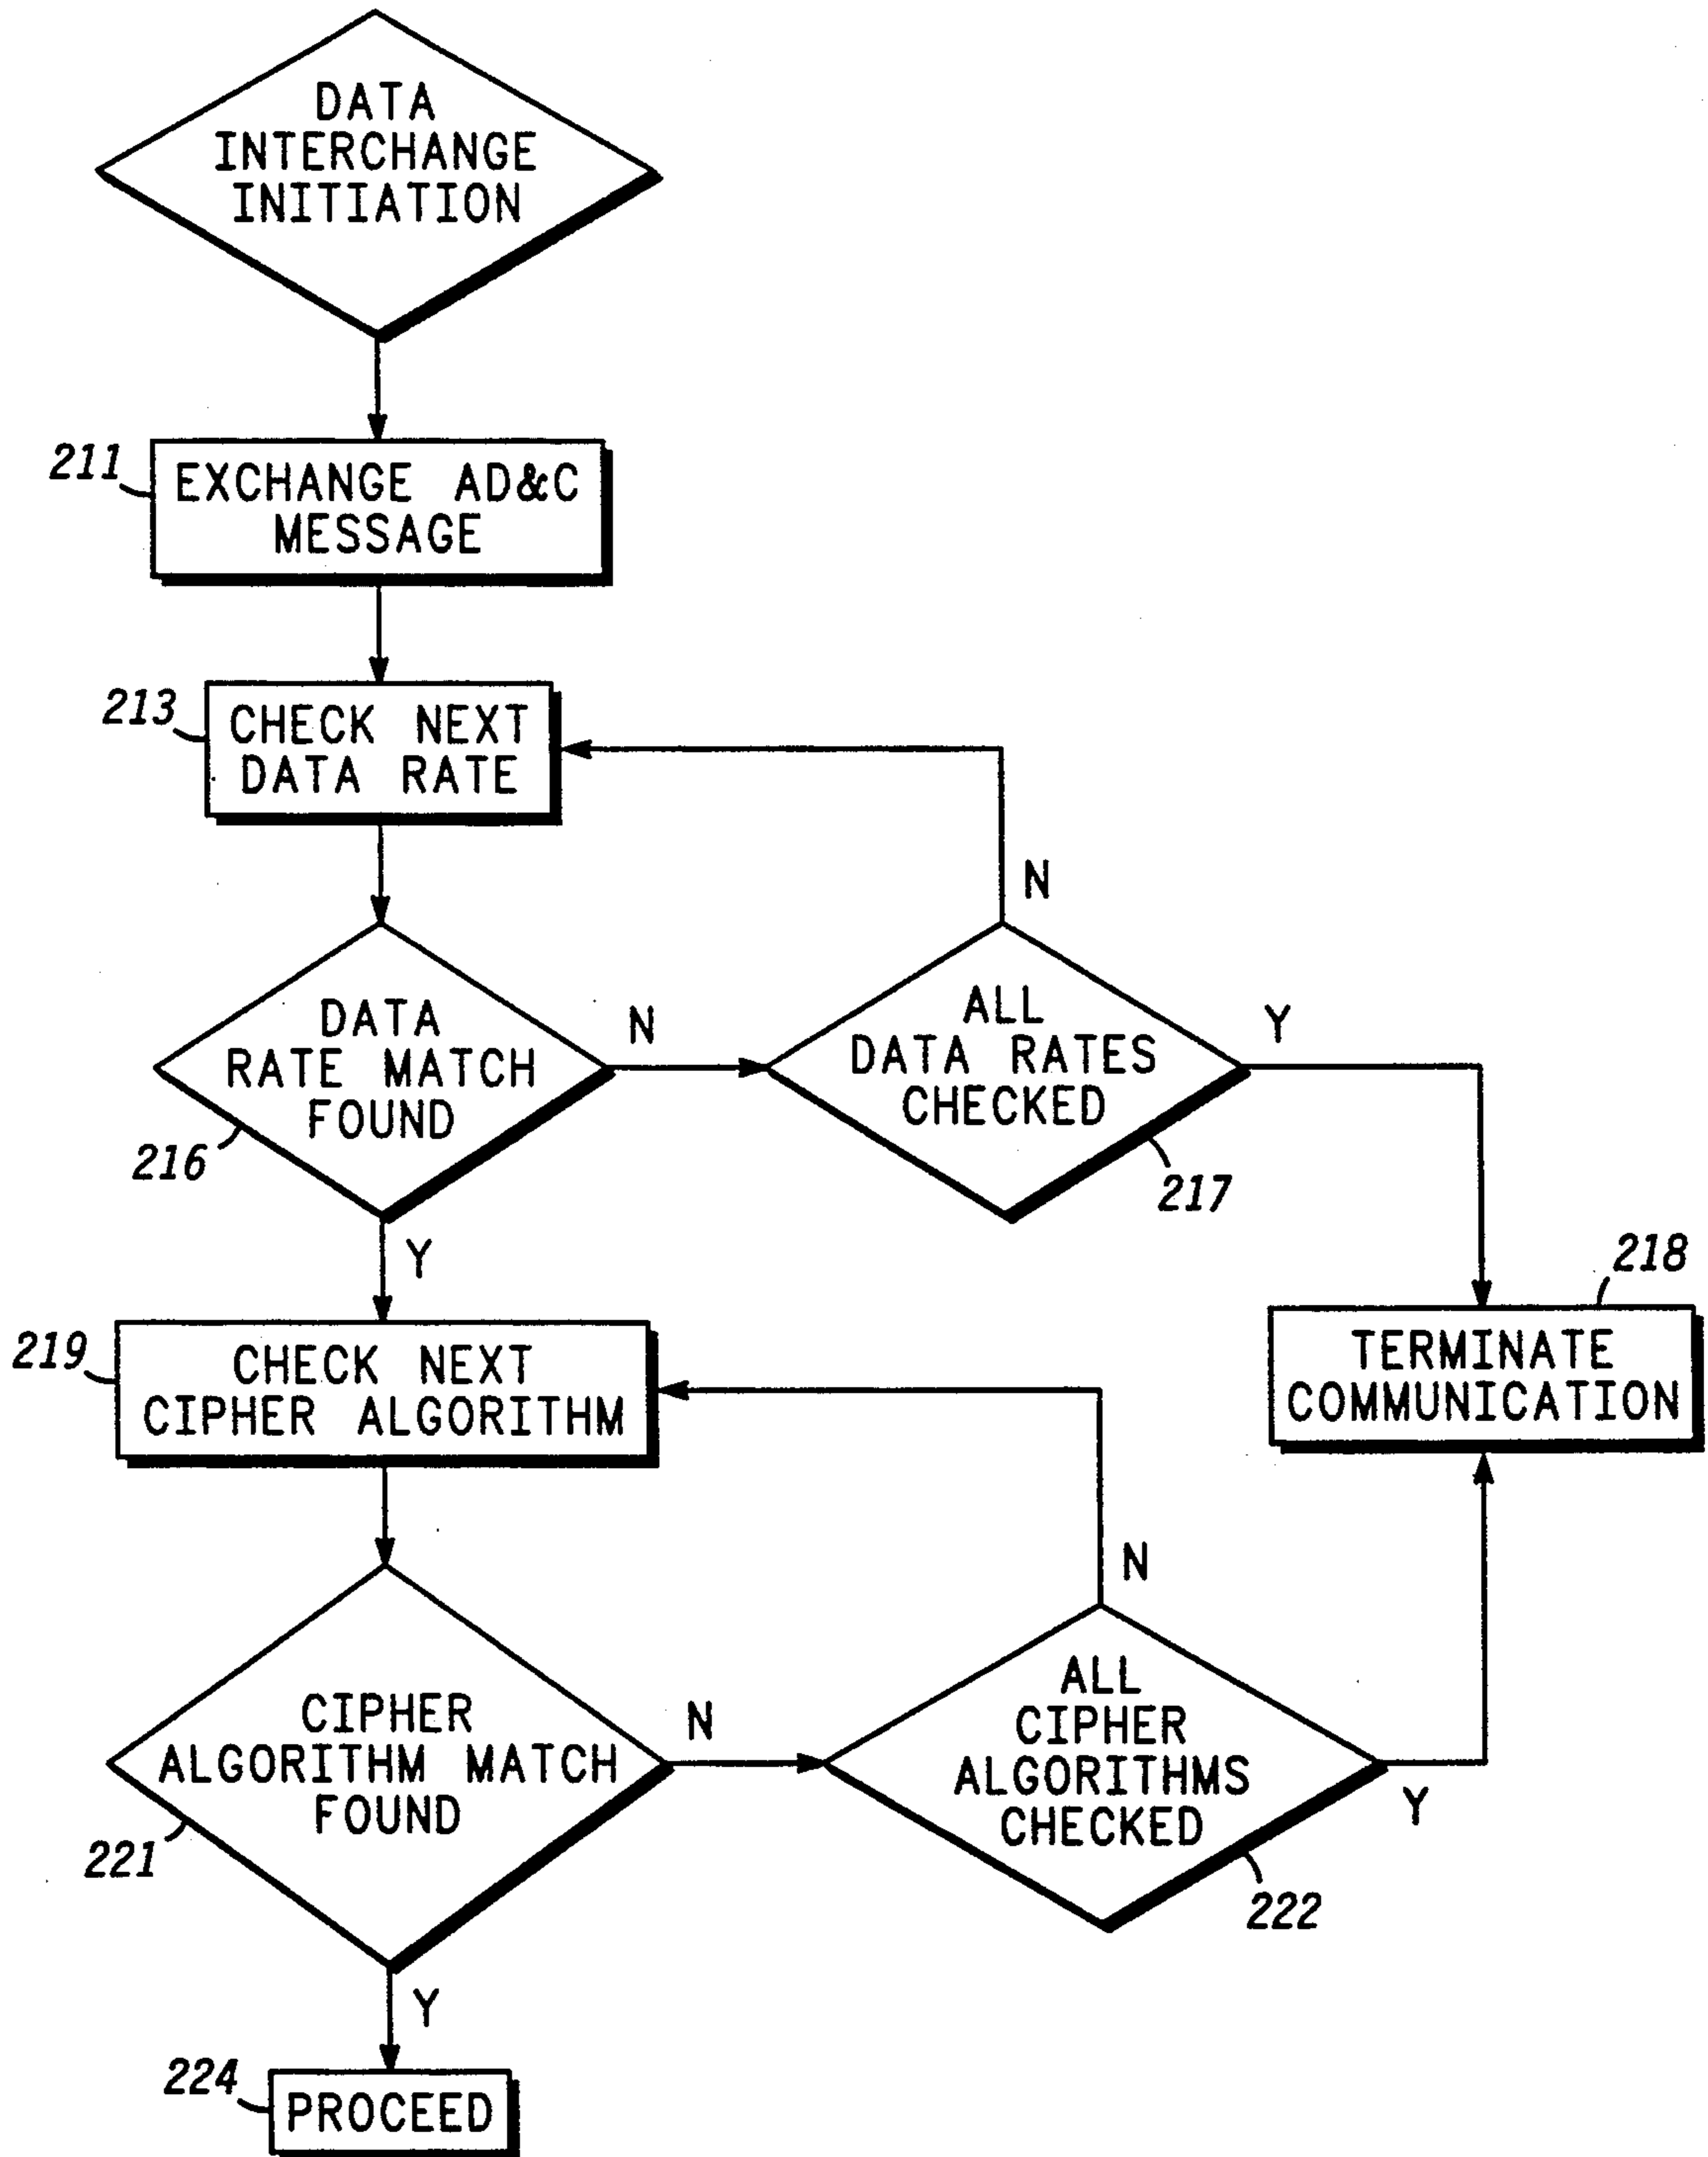 DATA
INTERCHANGE
INITIATION
211
EXCHANGE AD&C
MESSAGE
213
CHECK NEXT
DATA RATE
N
DATA
RATE MATCH
FOUND
216
N
ALL
DATA RATES
CHECKED
217
Y
Y
218
TERMINATE
COMMUNICATION
219
CHECK NEXT
CIPHER ALGORITHM
N
CIPHER
ALGORITHM MATCH
FOUND
221
N
ALL
CIPHER
ALGORITHMS
CHECKED
222
Y
Y
224
PROCEED